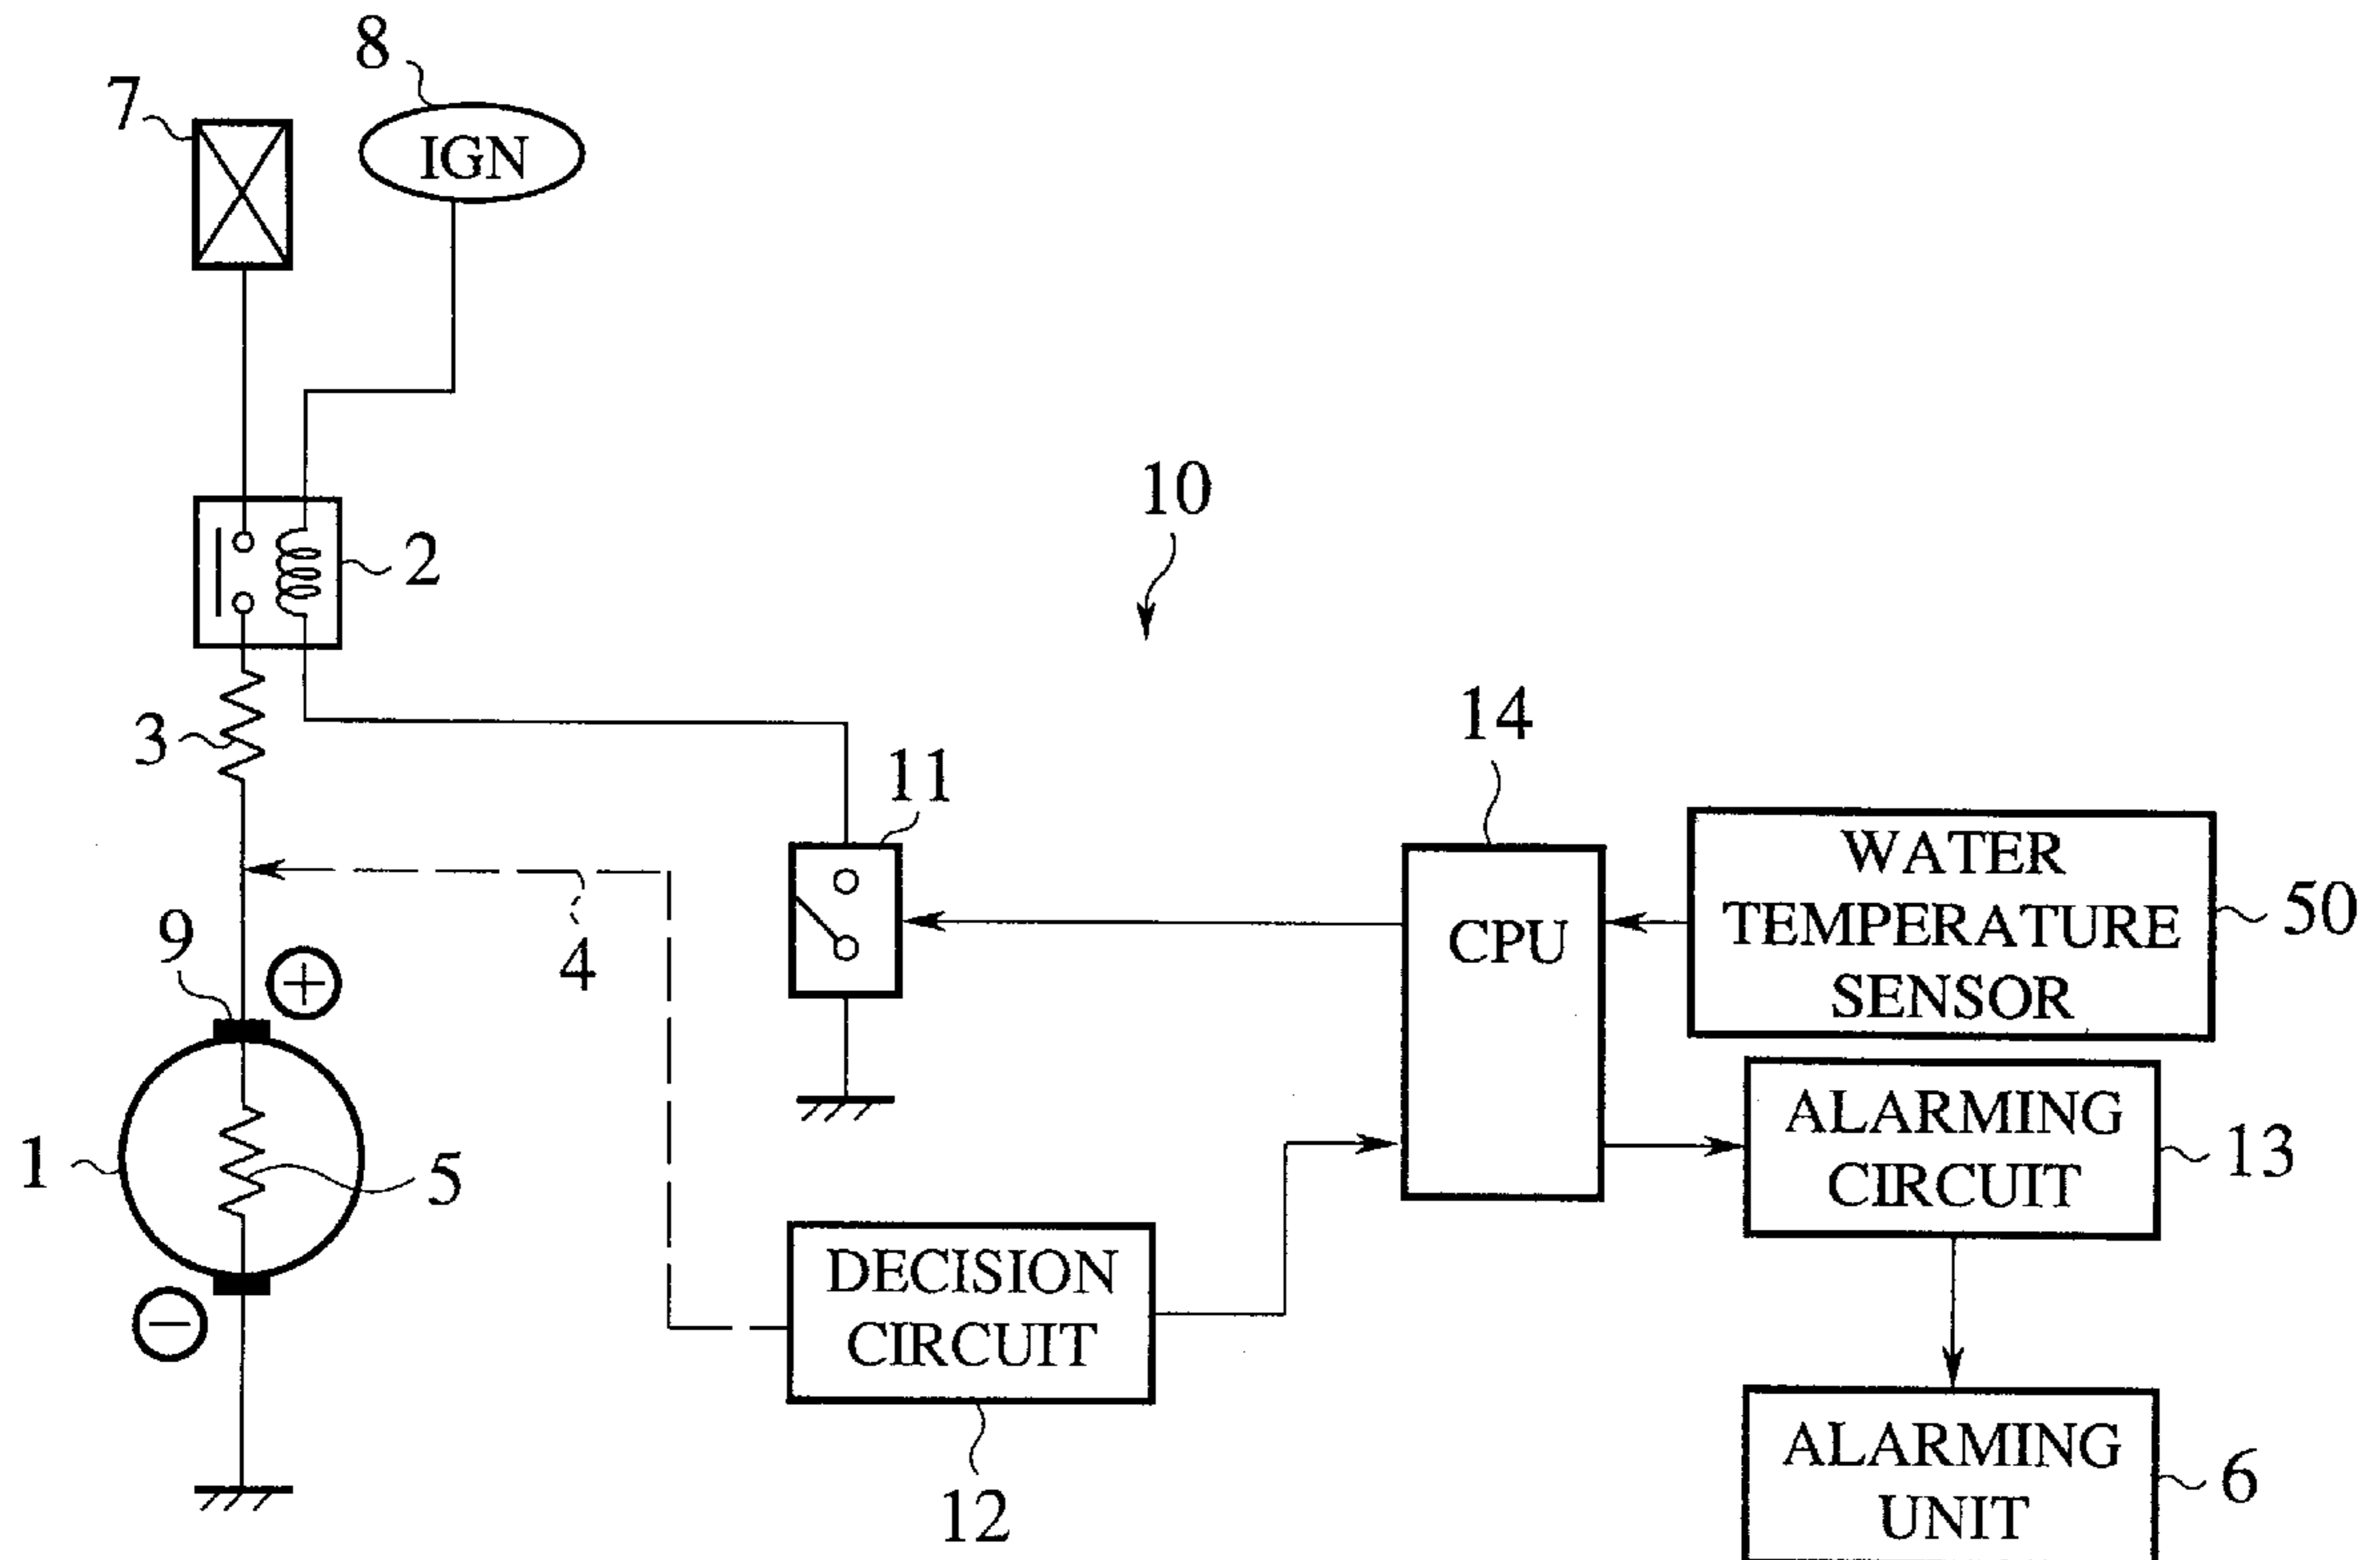 8
7
IGN
10
2
14
3
11
WATER
TEMPERATURE
SENSOR
50
CPU
9
4
+
ALARMING
CIRCUIT
13
1
5
DECISION
CIRCUIT
−
12
ALARMING
UNIT
6